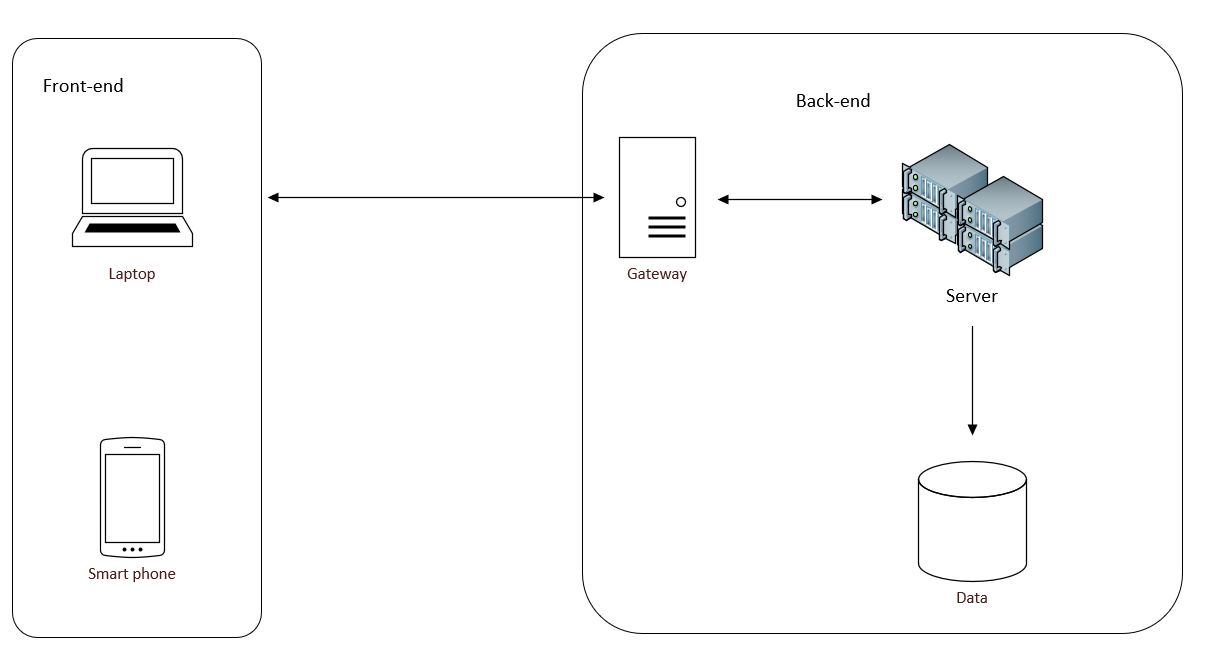 Front-end
Laptop
Smart phone
Back-end
Gateway
Server
Data